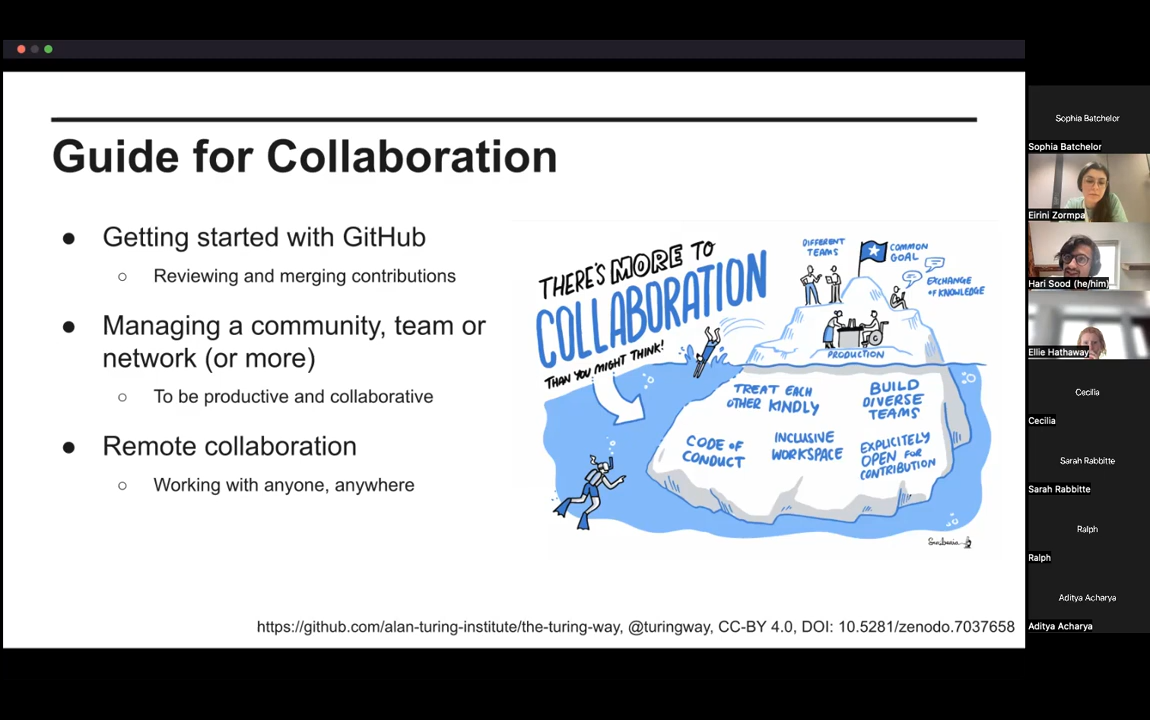 Guide for Collaboration
● Getting started with GitHub
○ Reviewing and merging contributions
● Managing a community, team or
network (or more)
○ To be productive and collaborative
● Remote collaboration
○ Working with anyone, anywhere
THERE'S MORE TO
COLLABORATION
THAN YOU MIGHT THINK!
DIFFERENT
TEAMS
COMMON
GOAL
EXCHANGE
OF KNOWLEDGE
PRODUCTION
TREAT EACH
OTHER KINDLY
BUILD
DIVERSE
TEAMS
CODE OF
CONDUCT
INCLUSIVE
WORKSPACE
EXPLICITLY
OPEN FOR
CONTRIBUTION
Scriberia
https://github.com/alan-turing-institute/the-turing-way, @turingway, CC-BY 4.0, DOI: 10.5281/zenodo.7037658
Sophia Batchelor
Sophia Batchelor
Eirini Zormpa
Hari Sood (he/him)
Ellie Hathaway
Cecilia
Cecilia
Sarah Rabbitte
Sarah Rabbitte
Ralph
Ralph
Aditya Acharya
Aditya Acharya